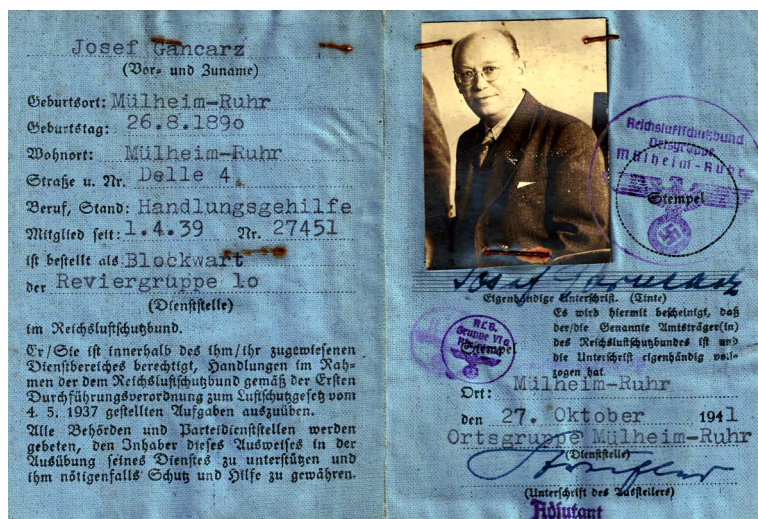 Josef Gancarz
(Vor- und Zuname)
Geburtsort: Mülheim-Ruhr
Geburtstag: 26.8.1890
Wohnort: Mülheim-Ruhr
Straße u. Nr. Delle 4.
Beruf, Stand: Handlungsgehilfe
Mitglied seit: 1.4.39 Nr. 27451
ist bestellt als Blockwart
der Reviergruppe 10
(Dienststelle)
im Reichsluftschutzbund.
Er/Sie ist innerhalb des ihm/ihr zugewiesenen
Dienstbereiches berechtigt, Handlungen im Rah-
men der dem Reichsluftschutzbund gemäß der Ersten
Durchführungsverordnung zum Luftschutzgesetz vom
4. 5. 1937 gestellten Aufgaben auszuüben.
Alle Behörden und Parteidienststellen werden
gebeten, den Inhaber dieses Ausweises in der
Ausübung seines Dienstes zu unterstützen und
ihm nötigenfalls Schutz und Hilfe zu gewähren.
Reichsluftschutzbund
Ortsgruppe
Mülheim-Ruhr
Stempel
Josef Gancarz
Eigenhändige Unterschrift. (Tinte)
R.L.B.
Gruppe VI 6
Stempel
Es wird hiermit bescheinigt, daß
der/die Genannte Amtsträger(in)
des Reichsluftschutzbundes ist und
die Unterschrift eigenhändig voll-
zogen hat.
Ort: Mülheim-Ruhr
den 27. Oktober 1941
Ortsgruppe Mülheim-Ruhr
(Dienststelle)
(Unterschrift des Ausstellers)
Adjutant